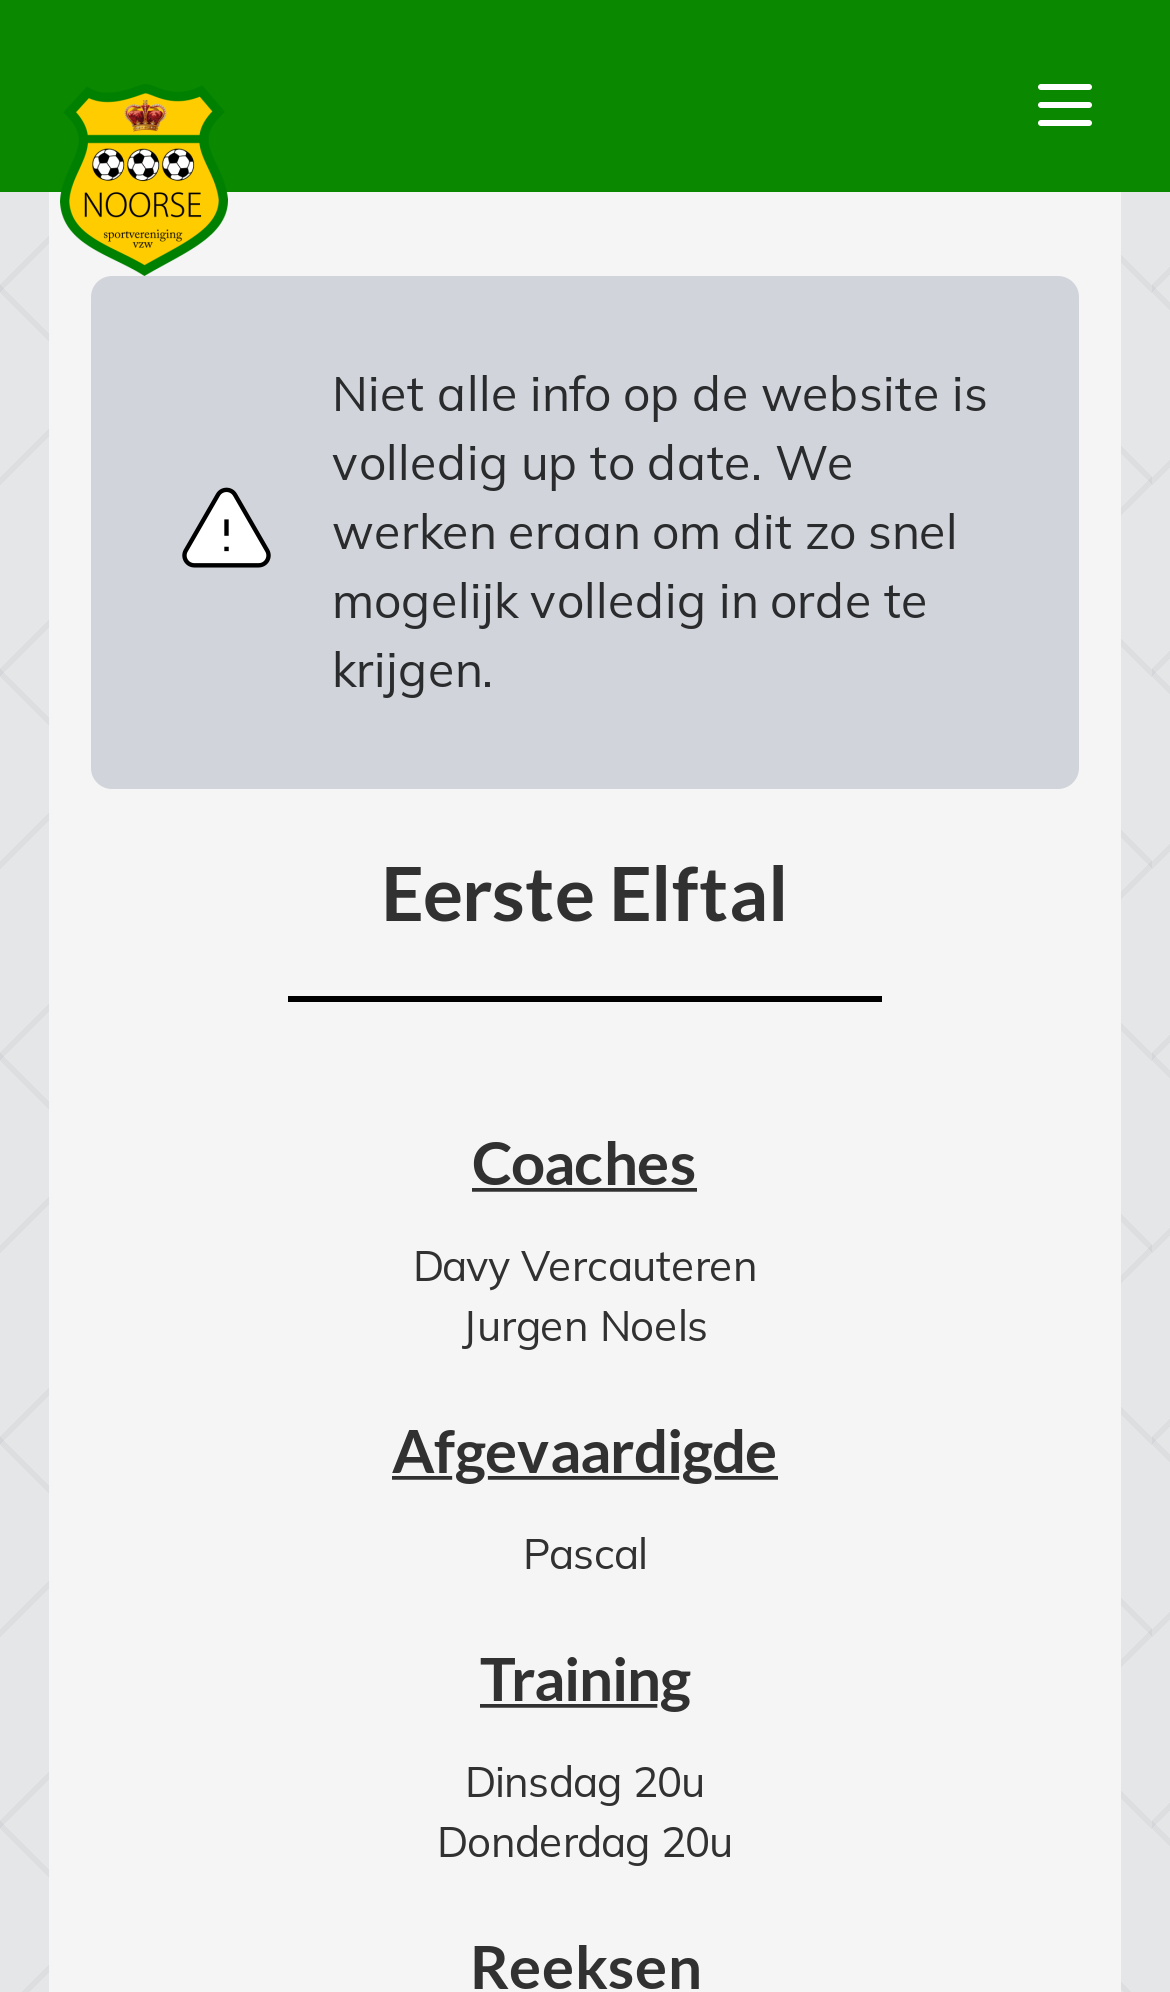 NOORSE
sportvereniging
vzw
Niet alle info op de website is
volledig up to date. We
werken eraan om dit zo snel
mogelijk volledig in orde te
krijgen.
Eerste Elftal
Coaches
Davy Vercauteren
Jurgen Noels
Afgevaardigde
Pascal
Training
Dinsdag 20u
Donderdag 20u
Reeksen